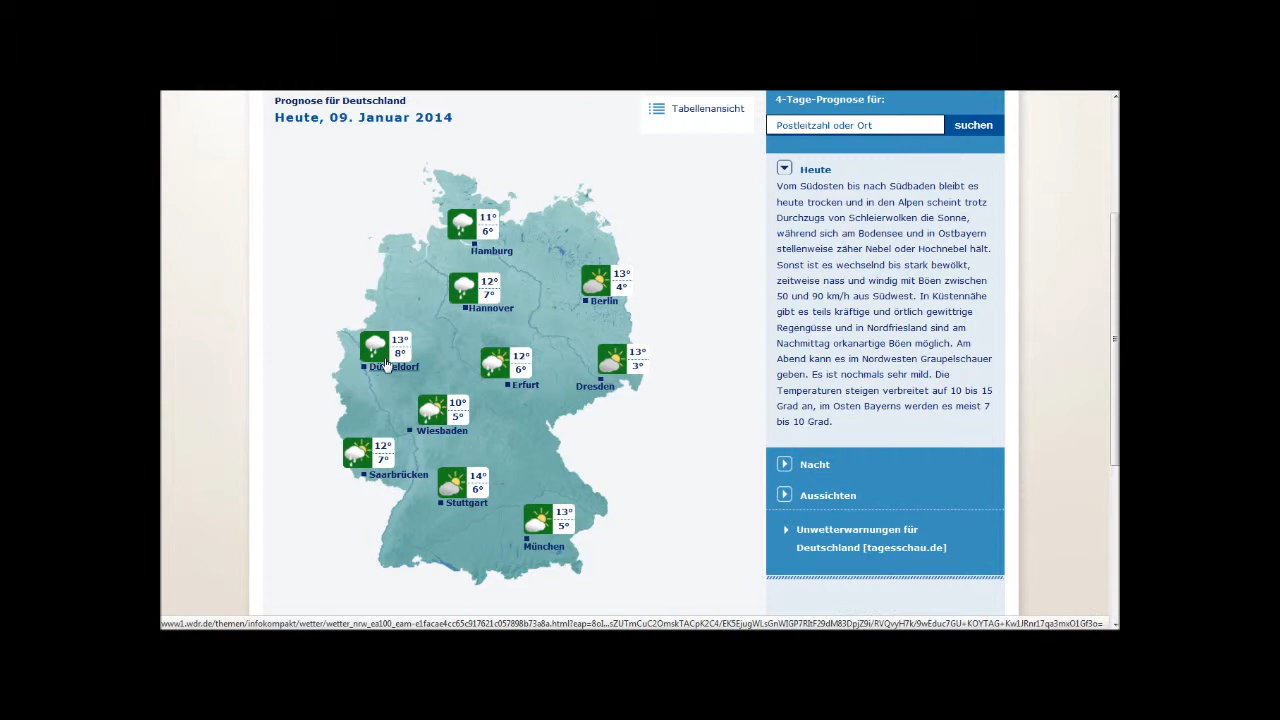 Prognose für Deutschland
Heute, 09. Januar 2014
Tabellenansicht
11°
6°
Hamburg
12°
7°
Hannover
13°
4°
Berlin
13°
8°
Düsseldorf
12°
6°
Erfurt
13°
3°
Dresden
10°
5°
Wiesbaden
12°
7°
Saarbrücken
14°
6°
Stuttgart
13°
5°
München
4-Tage-Prognose für:
Postleitzahl oder Ort
suchen
Heute
Vom Südosten bis nach Südbaden bleibt es
heute trocken und in den Alpen scheint trotz
Durchzugs von Schleierwolken die Sonne,
während sich am Bodensee und in Ostbayern
stellenweise zäher Nebel oder Hochnebel hält.
Sonst ist es wechselnd bis stark bewölkt,
zeitweise nass und windig mit Böen zwischen
50 und 90 km/h aus Südwest. In Küstennähe
gibt es teils kräftige und örtlich gewittrige
Regengüsse und in Nordfriesland sind am
Nachmittag orkanartige Böen möglich. Am
Abend kann es im Nordwesten Graupelschauer
geben. Es ist nochmals sehr mild. Die
Temperaturen steigen verbreitet auf 10 bis 15
Grad an, im Osten Bayerns werden es meist 7
bis 10 Grad.
Nacht
Aussichten
Unwetterwarnungen für
Deutschland [tagesschau.de]